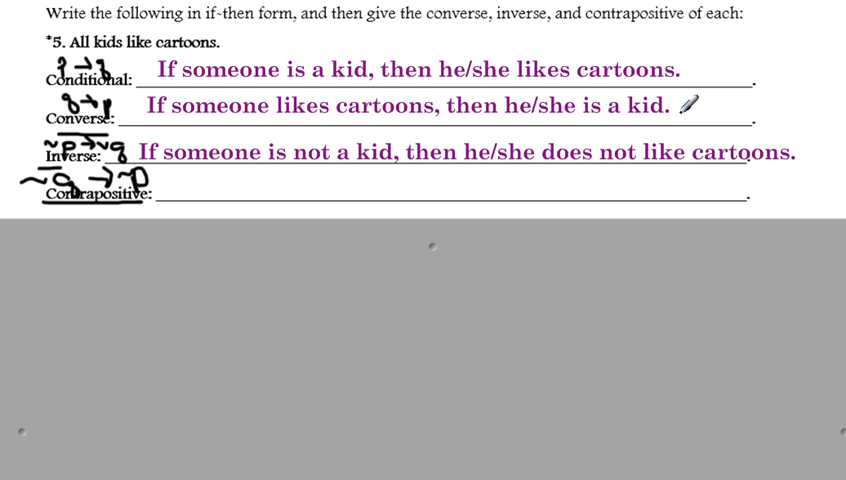 Write the following in if-then form, and then give the converse, inverse, and contrapositive of each:
*5. All kids like cartoons.
p → q
Conditional: If someone is a kid, then he/she likes cartoons.
q → p
Converse: If someone likes cartoons, then he/she is a kid.
~p → ~q
Inverse: If someone is not a kid, then he/she does not like cartoons.
~q → ~p
Contrapositive: .